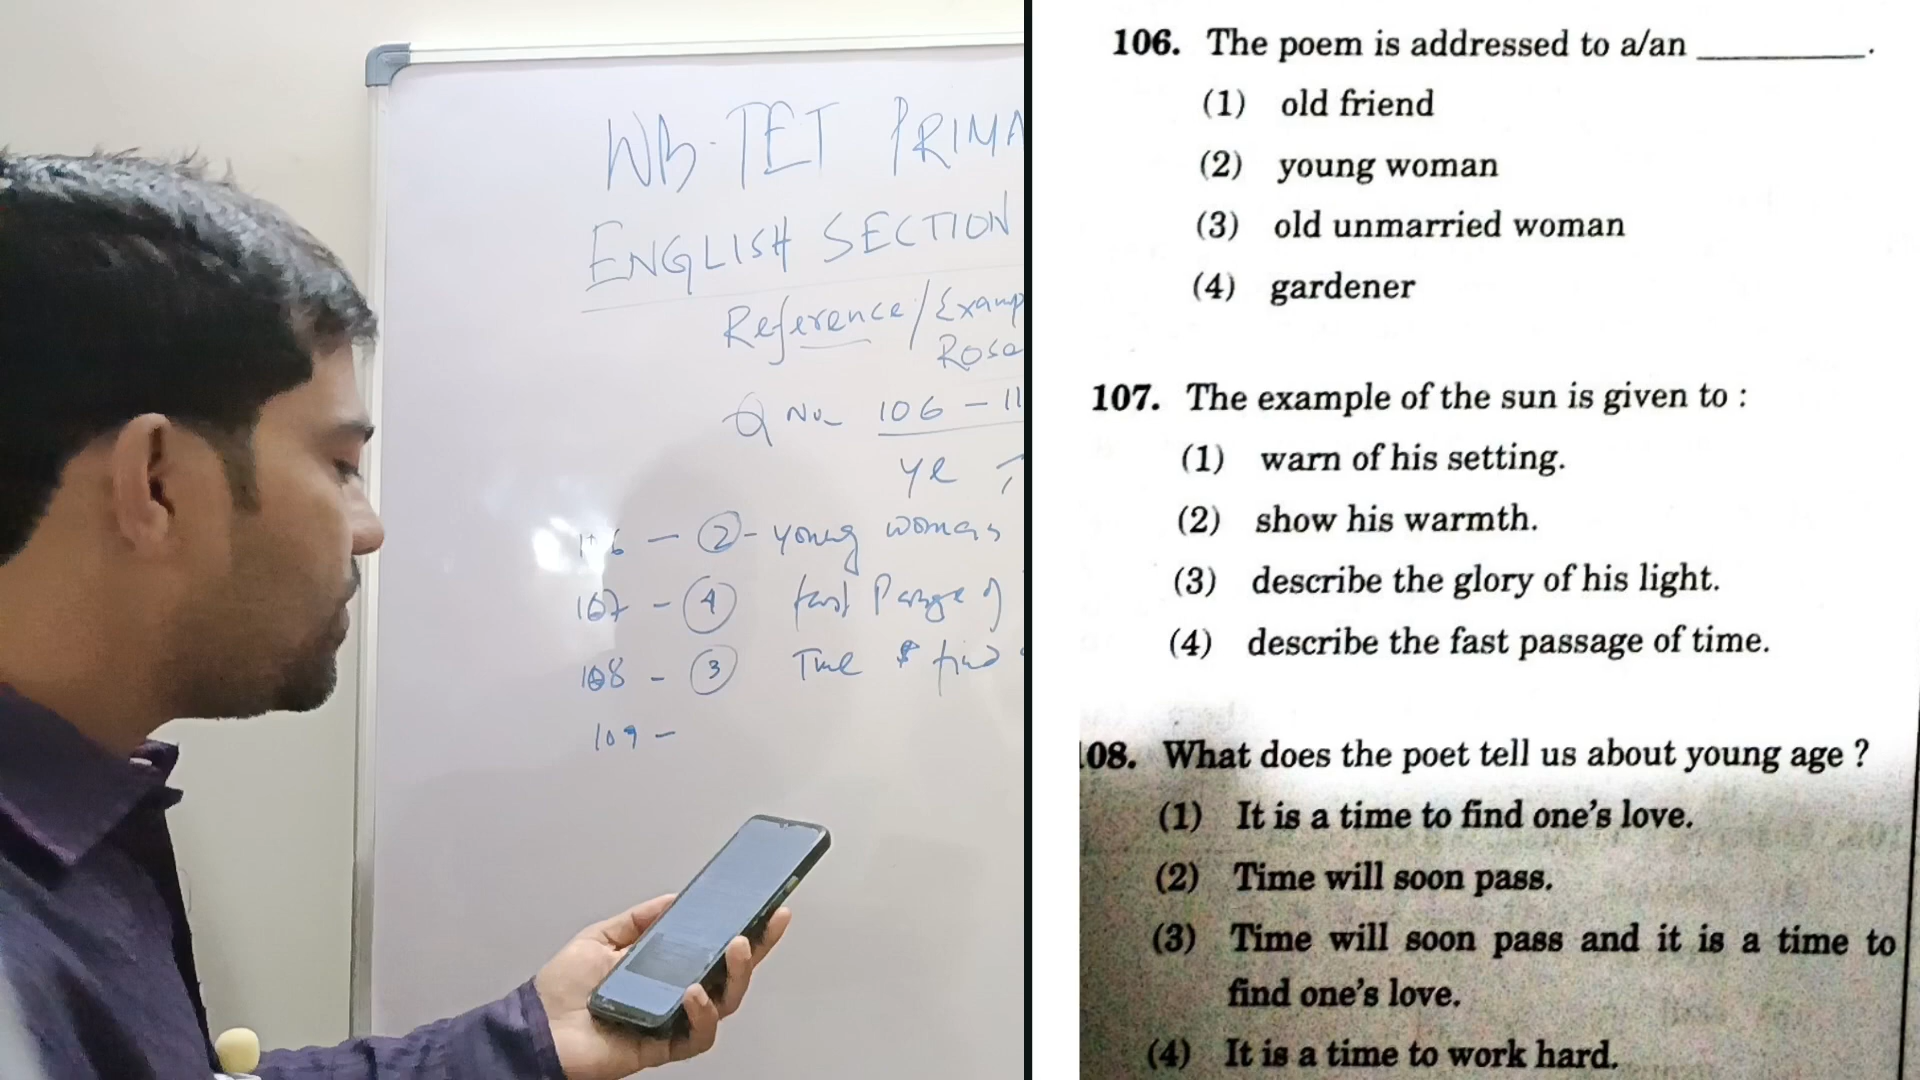 WB-TET PRIMA
ENGLISH SECTION
Reference/Examp
Rose
Q No 106 - 11
ye
106 - 2 - young woman
107 - 4 fast Passage of
108 - 3 Time & find
109 -
106. The poem is addressed to a/an __________.
(1) old friend
(2) young woman
(3) old unmarried woman
(4) gardener
107. The example of the sun is given to :
(1) warn of his setting.
(2) show his warmth.
(3) describe the glory of his light.
(4) describe the fast passage of time.
108. What does the poet tell us about young age ?
(1) It is a time to find one's love.
(2) Time will soon pass.
(3) Time will soon pass and it is a time to
find one's love.
(4) It is a time to work hard.